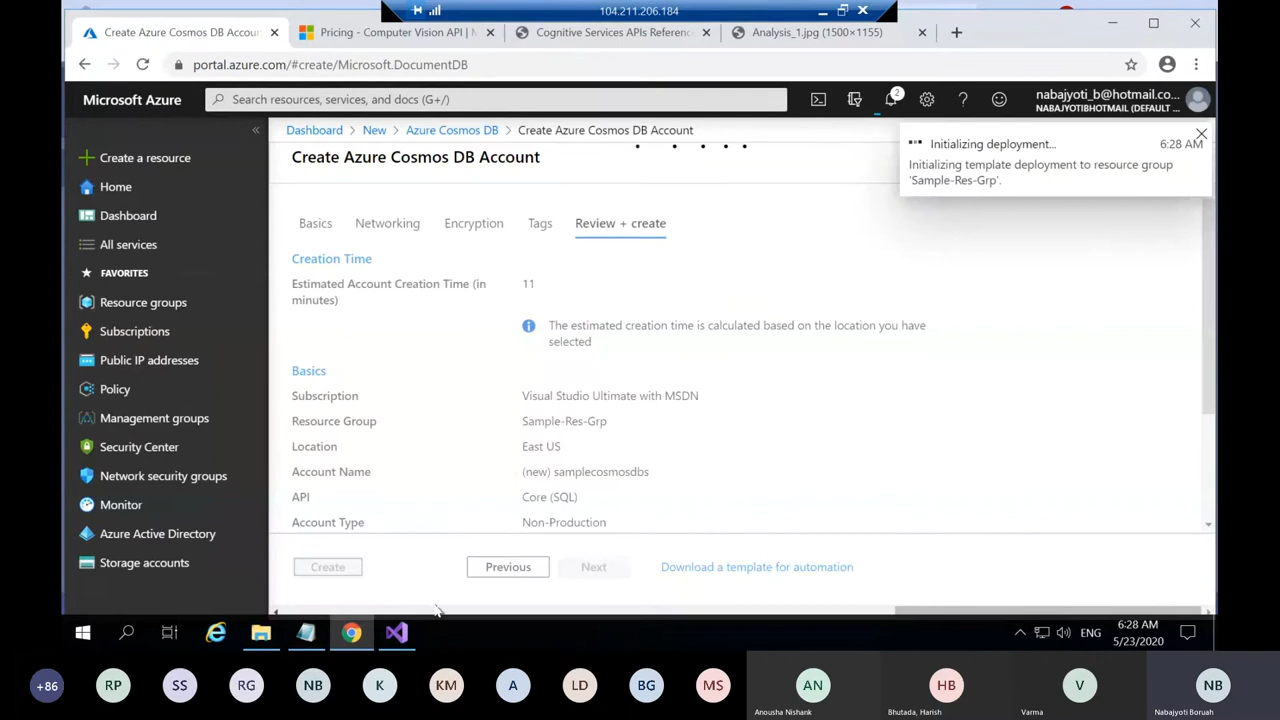 104.211.206.184
Create Azure Cosmos DB Accoun
Pricing - Computer Vision API | M
Cognitive Services APIs Referenc
Analysis_1.jpg (1500×1155)
portal.azure.com/#create/Microsoft.DocumentDB
Microsoft Azure
Search resources, services, and docs (G+/)
2
nabajyoti_b@hotmail.co...
NABAJYOTIBHOTMAIL (DEFAULT ...
«
Dashboard > New > Azure Cosmos DB > Create Azure Cosmos DB Account
Create Azure Cosmos DB Account
Initializing deployment...
6:28 AM
Initializing template deployment to resource group
'Sample-Res-Grp'.
Create a resource
Home
Dashboard
All services
FAVORITES
Resource groups
Subscriptions
Public IP addresses
Policy
Management groups
Security Center
Network security groups
Monitor
Azure Active Directory
Storage accounts
Basics
Networking
Encryption
Tags
Review + create
Creation Time
Estimated Account Creation Time (in
minutes)
11
The estimated creation time is calculated based on the location you have
selected
Basics
Subscription
Visual Studio Ultimate with MSDN
Resource Group
Sample-Res-Grp
Location
East US
Account Name
(new) samplecosmosdbs
API
Core (SQL)
Account Type
Non-Production
Create
Previous
Next
Download a template for automation
ENG
6:28 AM
5/23/2020
+86
RP
SS
RG
NB
K
KM
A
LD
BG
MS
AN
HB
V
NB
Anousha Nishank
Bhutada, Harish
Varma
Nabajyoti Boruah